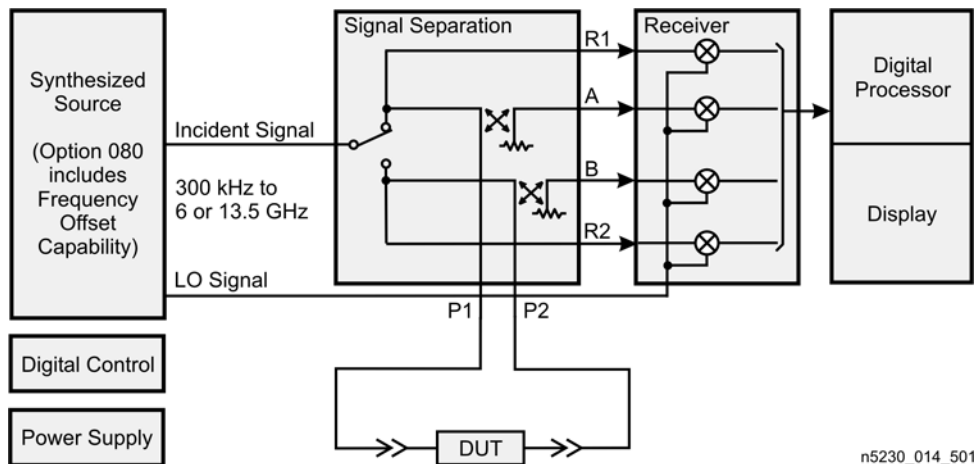 Synthesized
Source
(Option 080
includes
Frequency
Offset
Capability)
Digital Control
Power Supply
Incident Signal
300 kHz to
6 or 13.5 GHz
LO Signal
Signal Separation
R1
A
B
R2
P1
P2
Receiver
Digital
Processor
Display
DUT
n5230_014_501